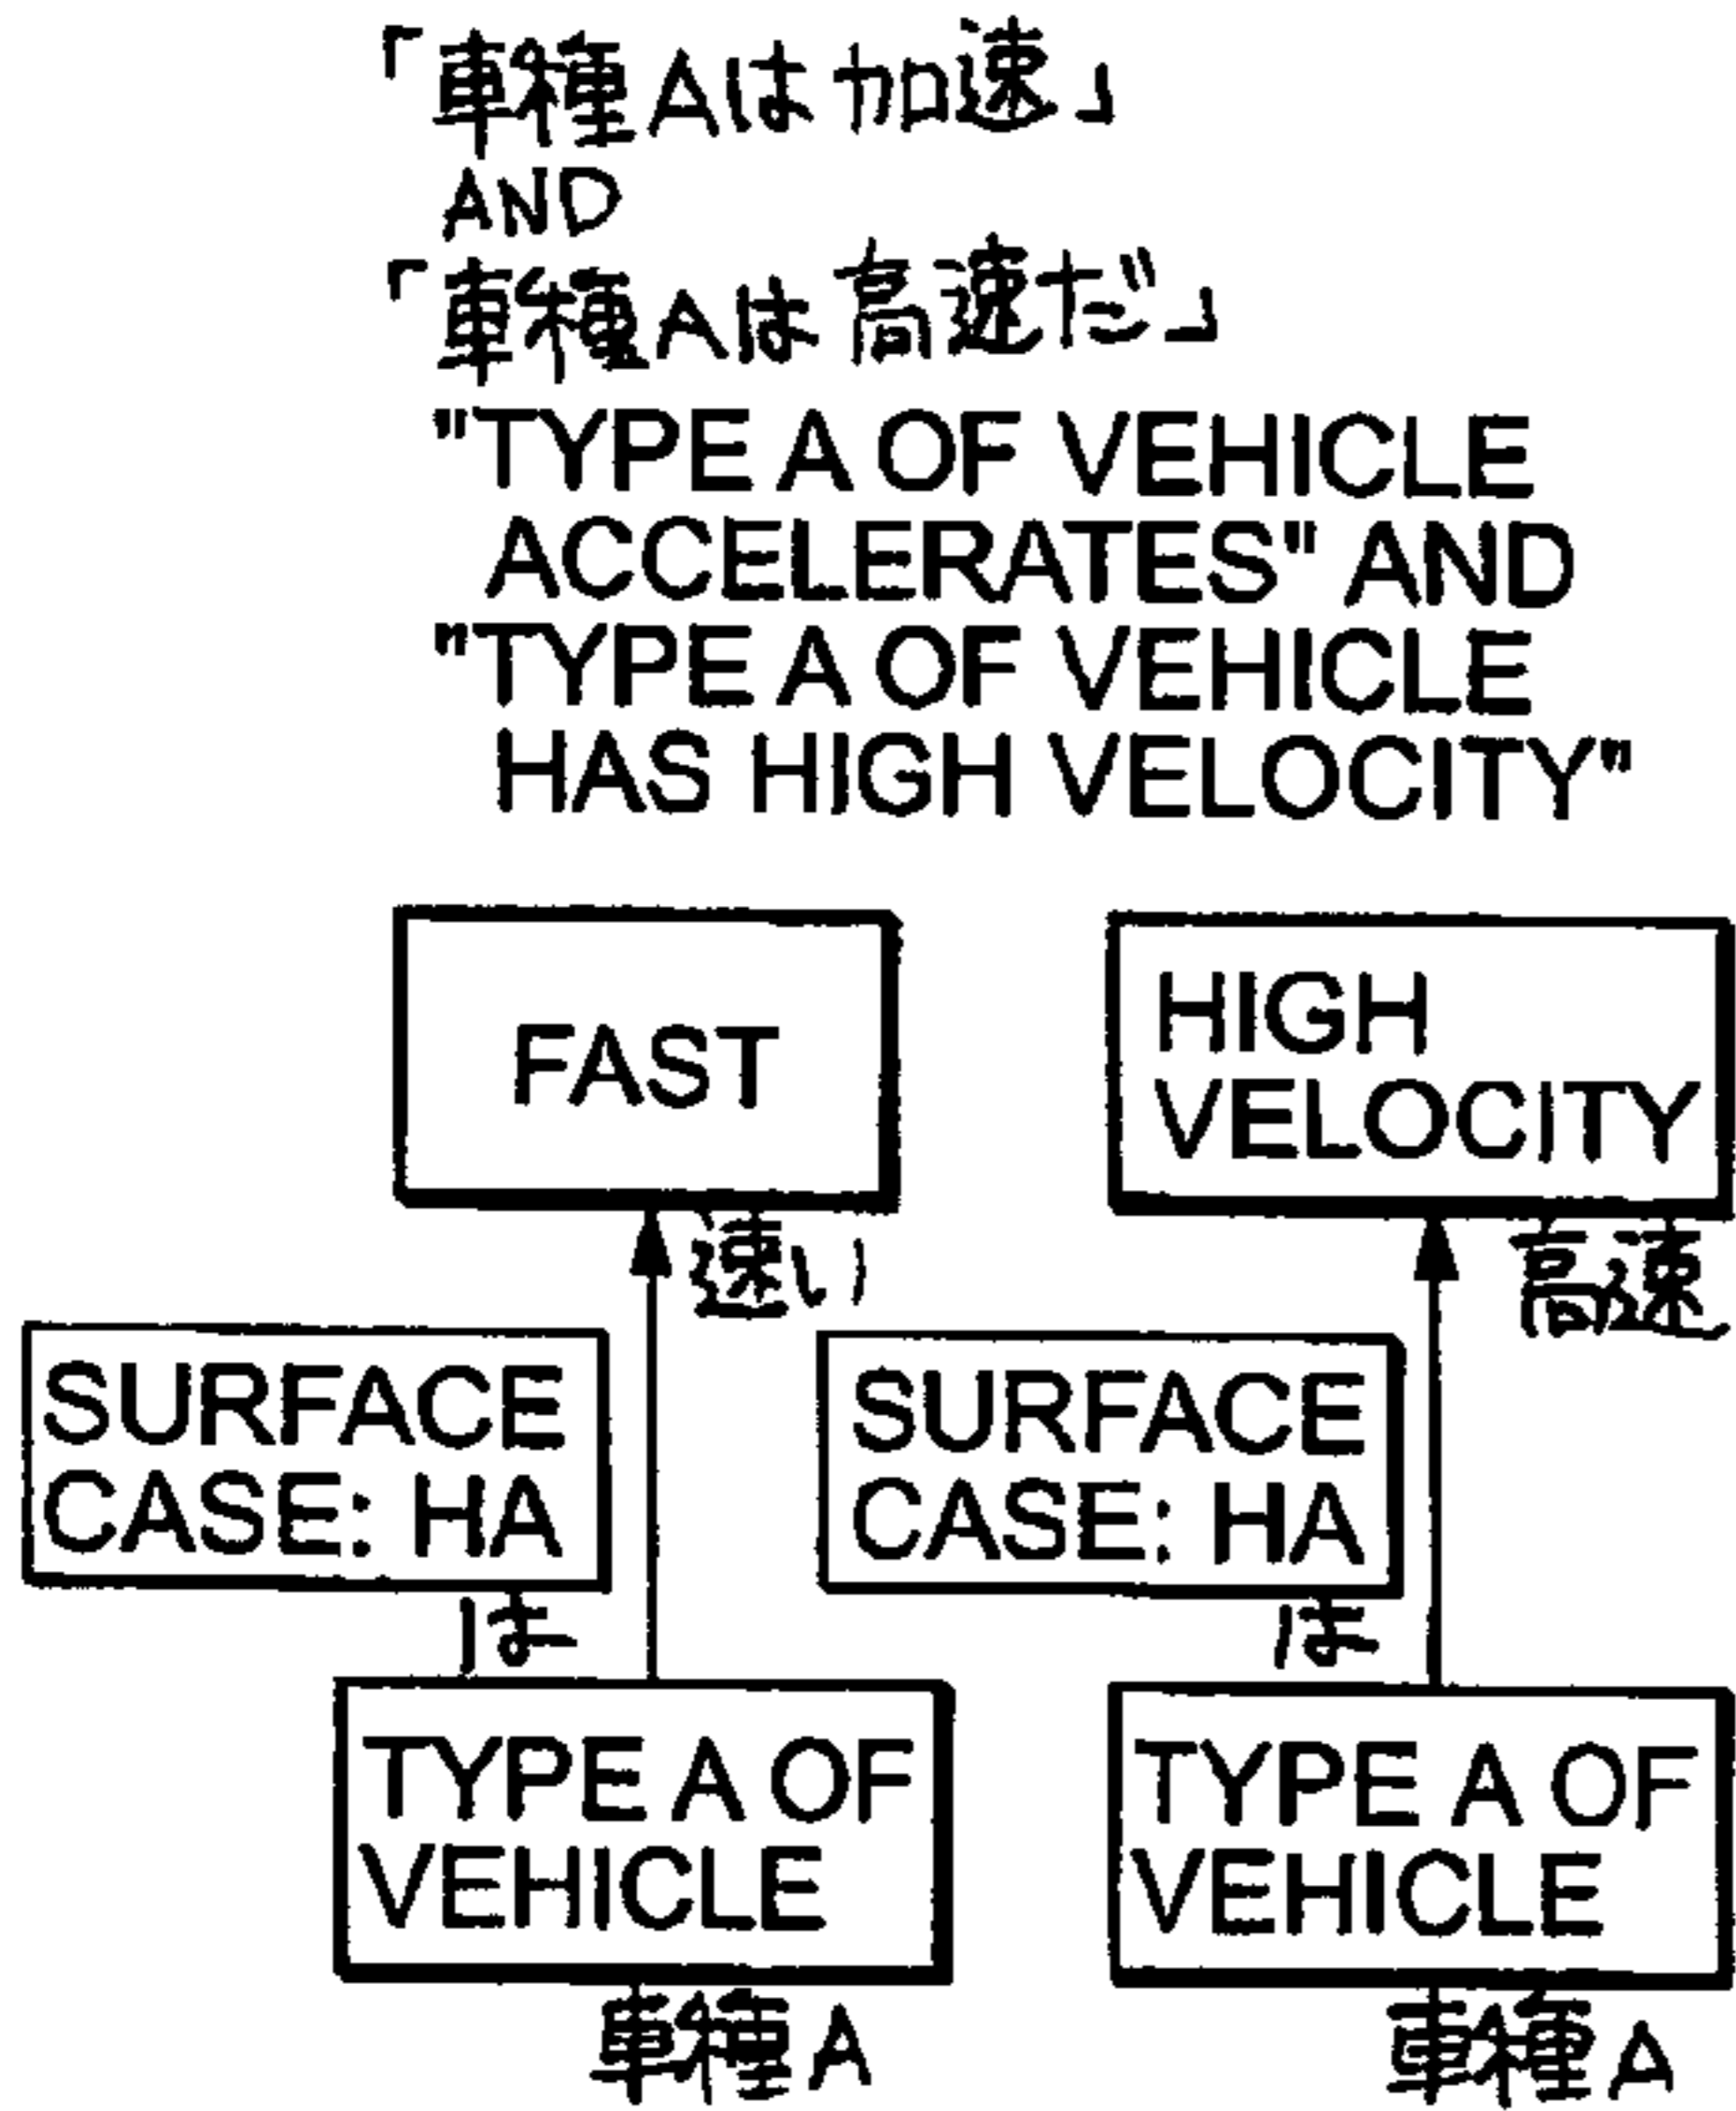 「車種Aは加速」
AND
「車種Aは高速だ」
"TYPE A OF VEHICLE
ACCELERATES" AND
"TYPE A OF VEHICLE
HAS HIGH VELOCITY"
FAST
速い
HIGH
VELOCITY
高速
SURFACE
CASE: HA
は
SURFACE
CASE: HA
は
TYPE A OF
VEHICLE
車種A
TYPE A OF
VEHICLE
車種A